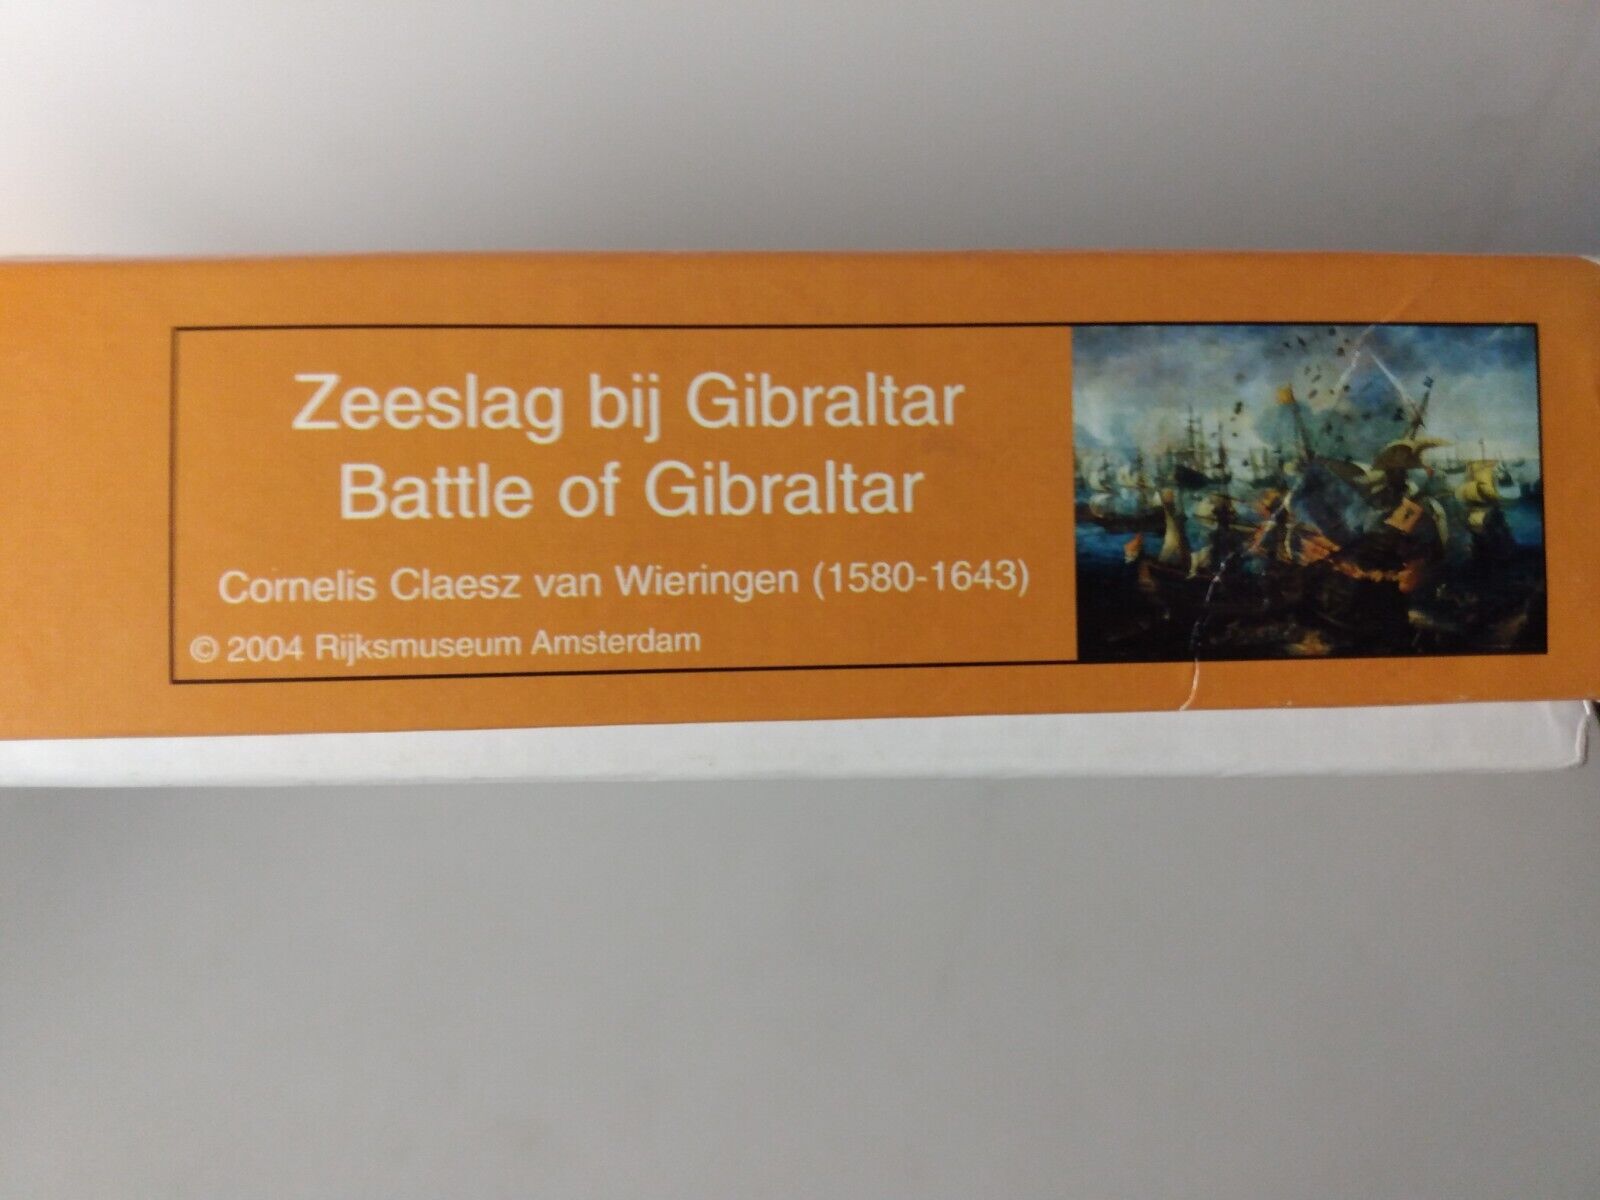 Zeeslag bij Gibraltar
Battle of Gibraltar
Cornelis Claesz van Wieringen (1580-1643)
© 2004 Rijksmuseum Amsterdam